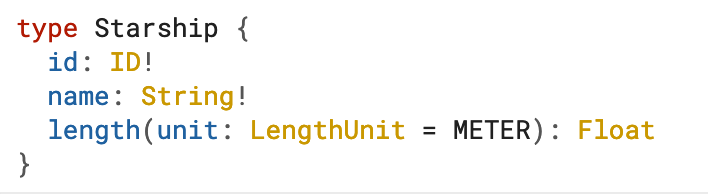 type Starship {
  id: ID!
  name: String!
  length(unit: LengthUnit = METER): Float
}